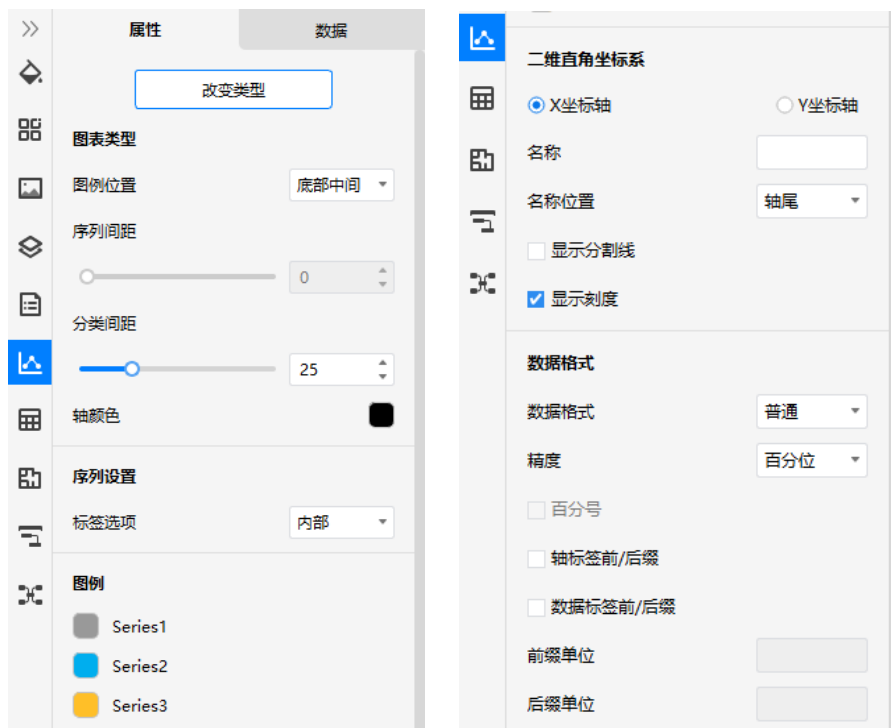 属性
数据
改变类型
图表类型
图例位置
底部中间
序列间距
0
分类间距
25
轴颜色
序列设置
标签选项
内部
图例
Series1
Series2
Series3
二维直角坐标系
X坐标轴
Y坐标轴
名称
名称位置
轴尾
显示分割线
显示刻度
数据格式
数据格式
普通
精度
百分位
百分号
轴标签前/后缀
数据标签前/后缀
前缀单位
后缀单位